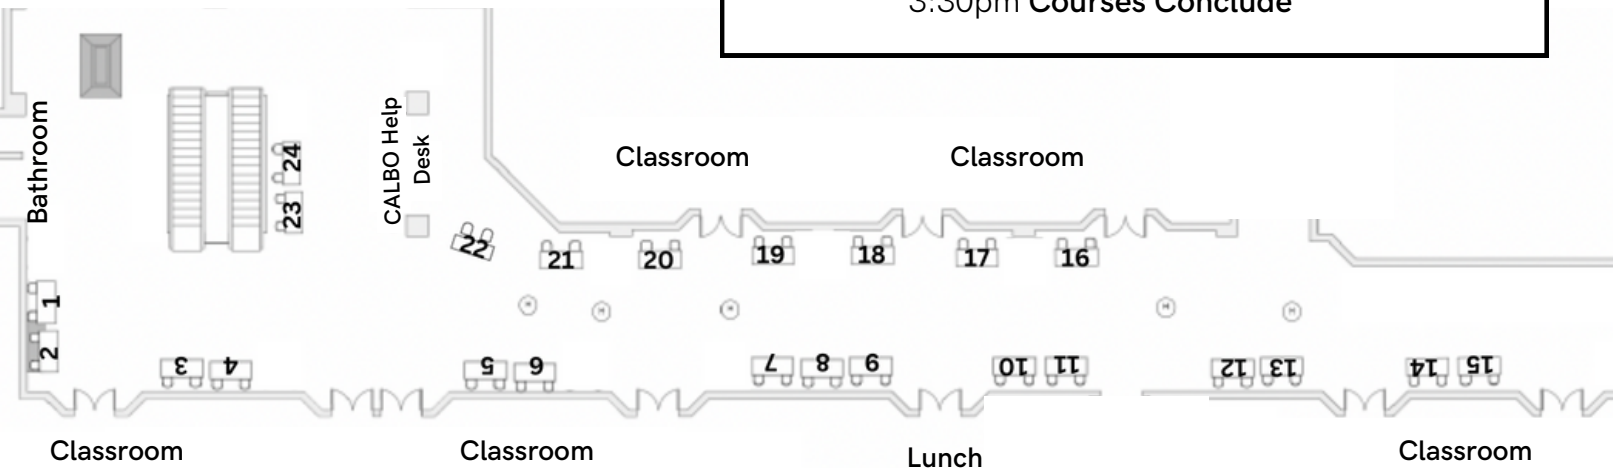 3:30pm Courses Conclude
Bathroom
CALBO Help
Desk
Classroom
Classroom
24
23
22
21
20
19
18
17
16
1
2
3
4
5
6
7
8
9
10
11
12
13
14
15
H
H
H
H
H
Classroom
Classroom
Lunch
Classroom